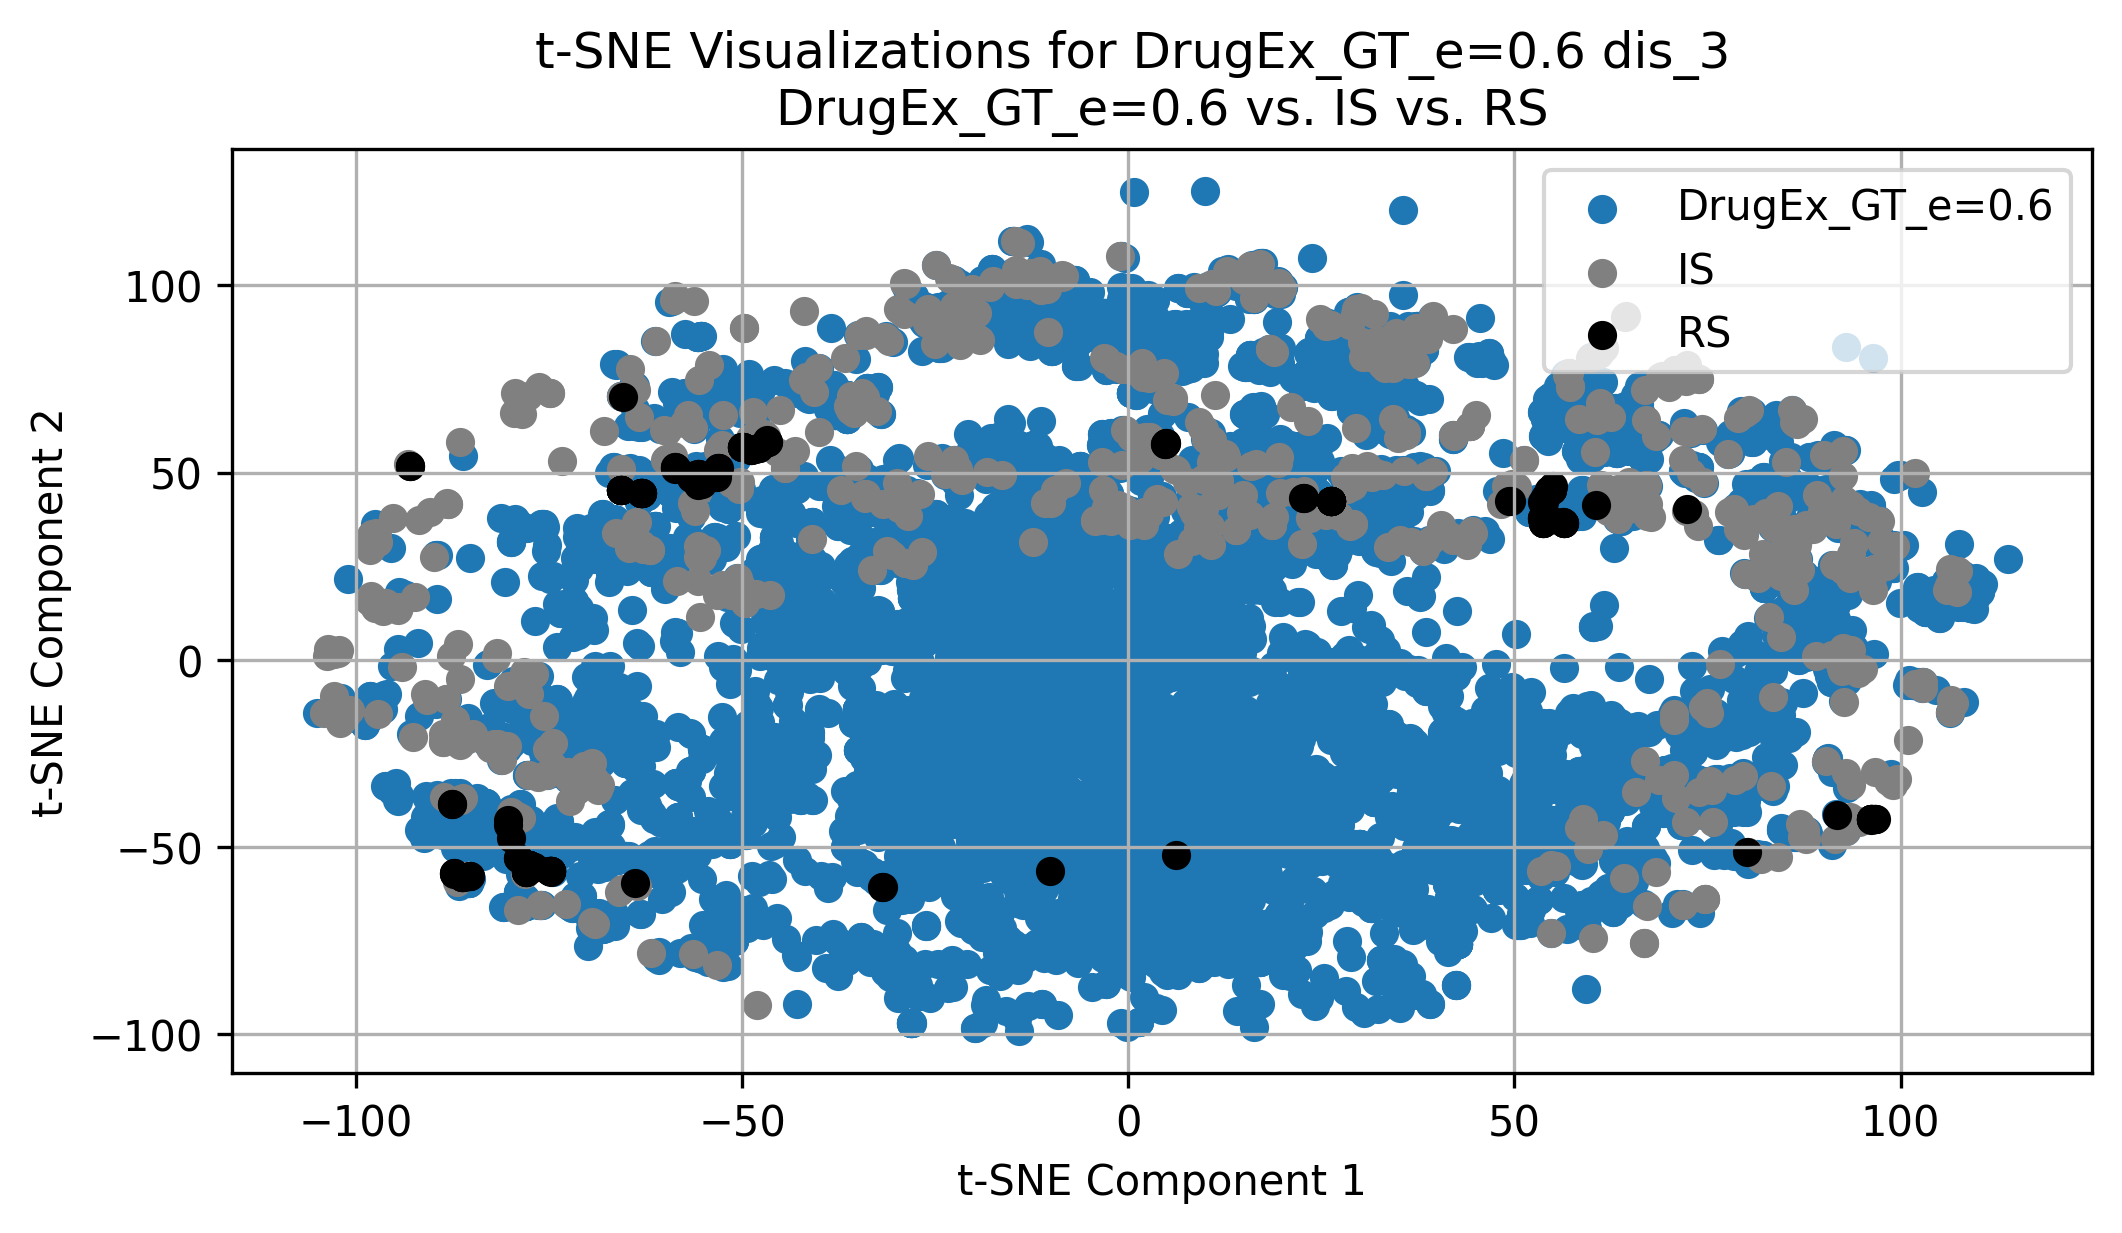 t-SNE Visualizations for DrugEx_GT_e=0.6 dis_3
DrugEx_GT_e=0.6 vs. IS vs. RS
DrugEx_GT_e=0.6
IS
RS
t-SNE Component 2
100
50
0
−50
−100
−100
−50
0
50
100
t-SNE Component 1